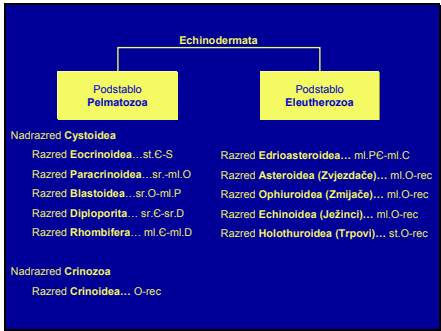 Echinodermata
Podstablo
Pelmatozoa
Podstablo
Eleutherozoa
Nadrazred Cystoidea
Razred Eocrinoidea…st.Є-S
Razred Paracrinoidea…sr.-ml.O
Razred Blastoidea…sr.O-ml.P
Razred Diploporita… sr.Є-sr.D
Razred Rhombifera… ml.Є-ml.D
Nadrazred Crinozoa
Razred Crinoidea… O-rec
Razred Edrioasteroidea… ml.PЄ-ml.C
Razred Asteroidea (Zvjezdače)… ml.O-rec
Razred Ophiuroidea (Zmijače)… ml.O-rec
Razred Echinoidea (Ježinci)… ml.O-rec
Razred Holothuroidea (Trpovi)… st.O-rec